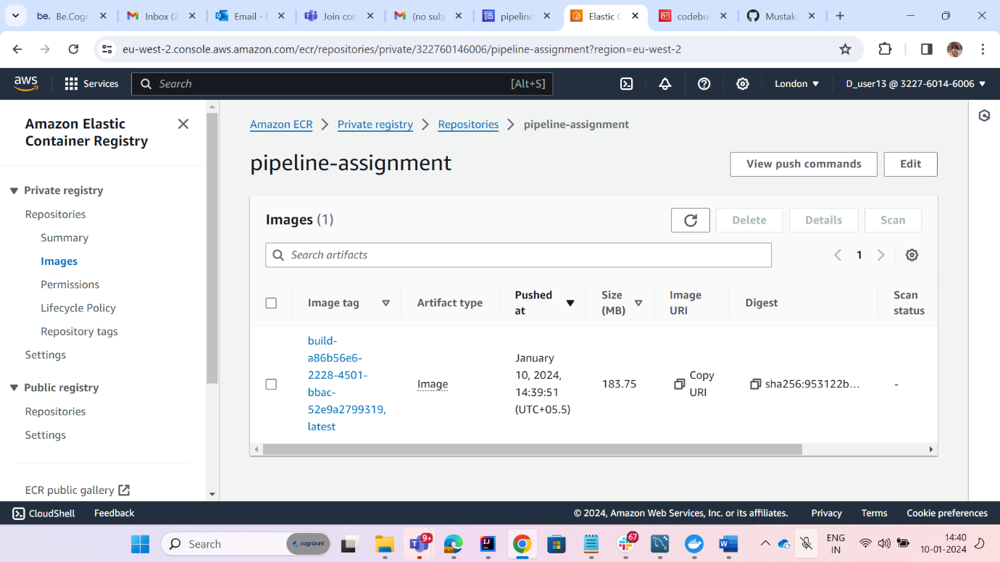 be. Be.Cogn
Inbox (2
Email -
Join con
(no subj
pipeline
Elastic C
codebui
Mustak
eu-west-2.console.aws.amazon.com/ecr/repositories/private/322760146006/pipeline-assignment?region=eu-west-2
aws
Services
Search
[Alt+S]
London
D_user13 @ 3227-6014-6006
Amazon Elastic
Container Registry
Private registry
Repositories
Summary
Images
Permissions
Lifecycle Policy
Repository tags
Settings
Public registry
Repositories
Settings
ECR public gallery
Amazon ECR
Private registry
Repositories
pipeline-assignment
pipeline-assignment
View push commands
Edit
Images (1)
Delete
Details
Scan
Search artifacts
1
Image tag
Artifact type
Pushed
at
Size
(MB)
Image
URI
Digest
Scan
status
build-
a86b56e6-
2228-4501-
bbac-
52e9a2799319,
latest
Image
January
10, 2024,
14:39:51
(UTC+05.5)
183.75
Copy
URI
sha256:953122b...
-
CloudShell
Feedback
© 2024, Amazon Web Services, Inc. or its affiliates.
Privacy
Terms
Cookie preferences
Search
cognizant
9+
67
ENG
IN
14:40
10-01-2024